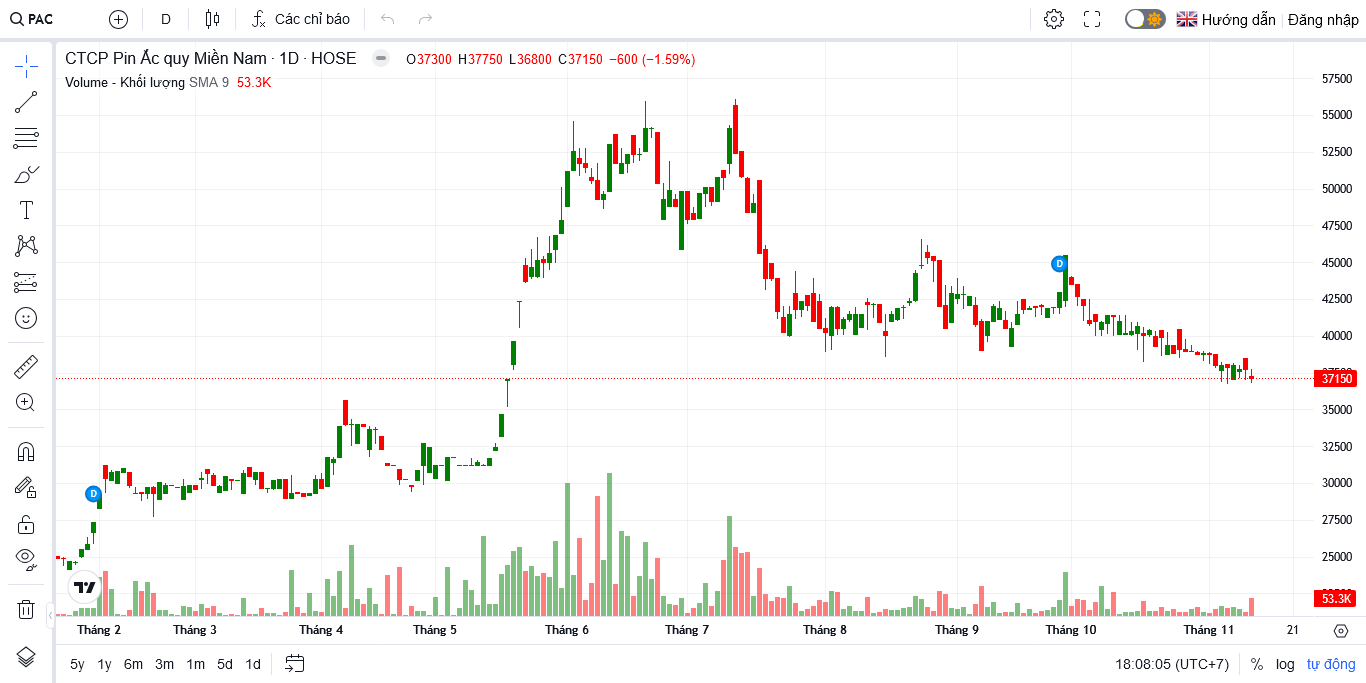 PAC D Các chỉ báo Hướng dẫn Đăng nhập
CTCP Pin Ắc quy Miền Nam · 1D · HOSE O37300 H37750 L36800 C37150 −600 (−1.59%)
Volume - Khối lượng SMA 9 53.3K
57500
55000
52500
50000
47500
45000
42500
40000
37150
35000
32500
30000
27500
25000
53.3K
D
D
T
Tháng 2 Tháng 3 Tháng 4 Tháng 5 Tháng 6 Tháng 7 Tháng 8 Tháng 9 Tháng 10 Tháng 11 21
5y 1y 6m 3m 1m 5d 1d 18:08:05 (UTC+7) % log tự động